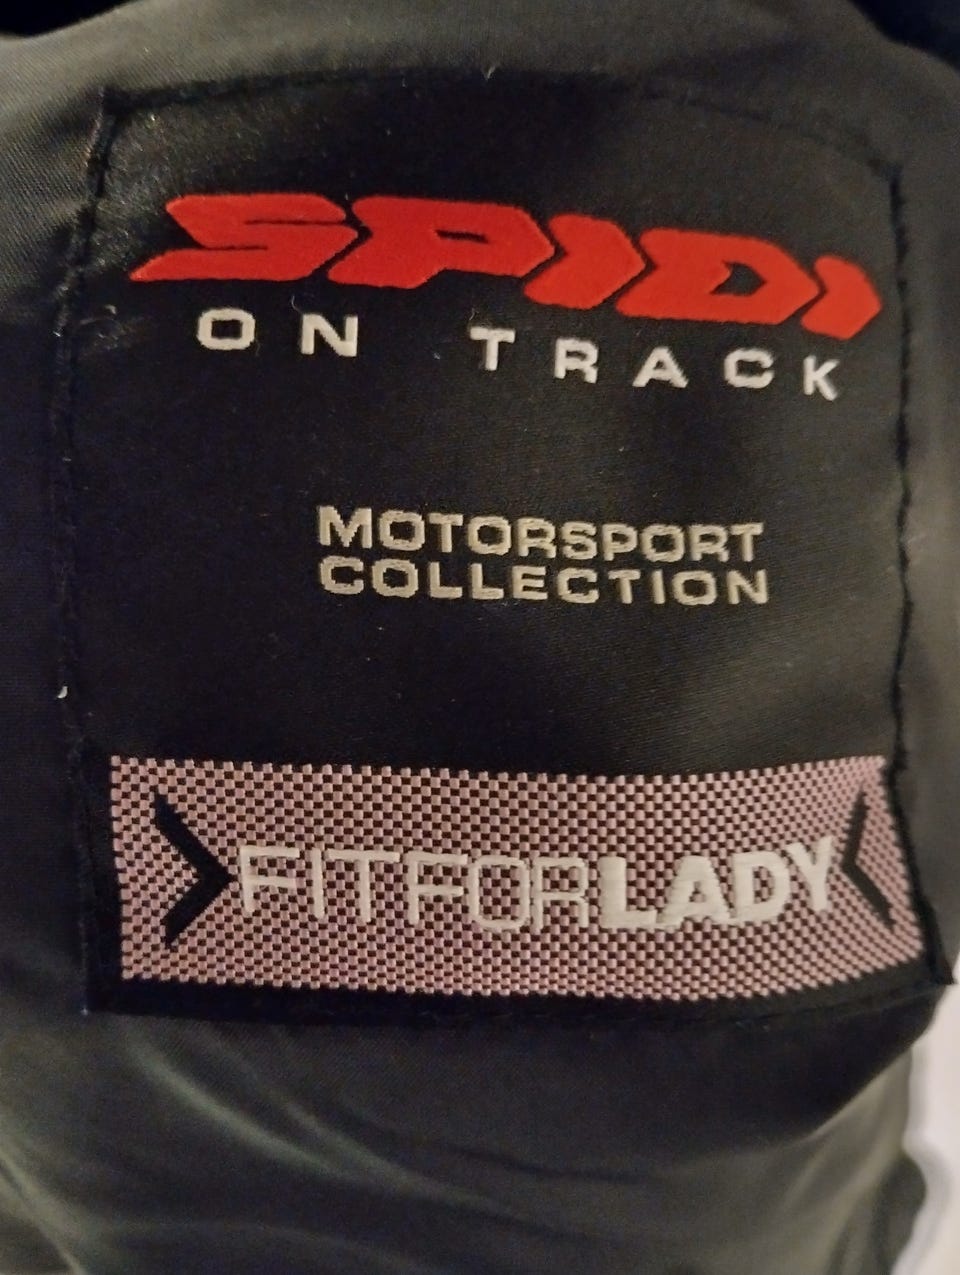 SPIDI
ON TRACK
MOTORSPORT
COLLECTION
FITFORLADY